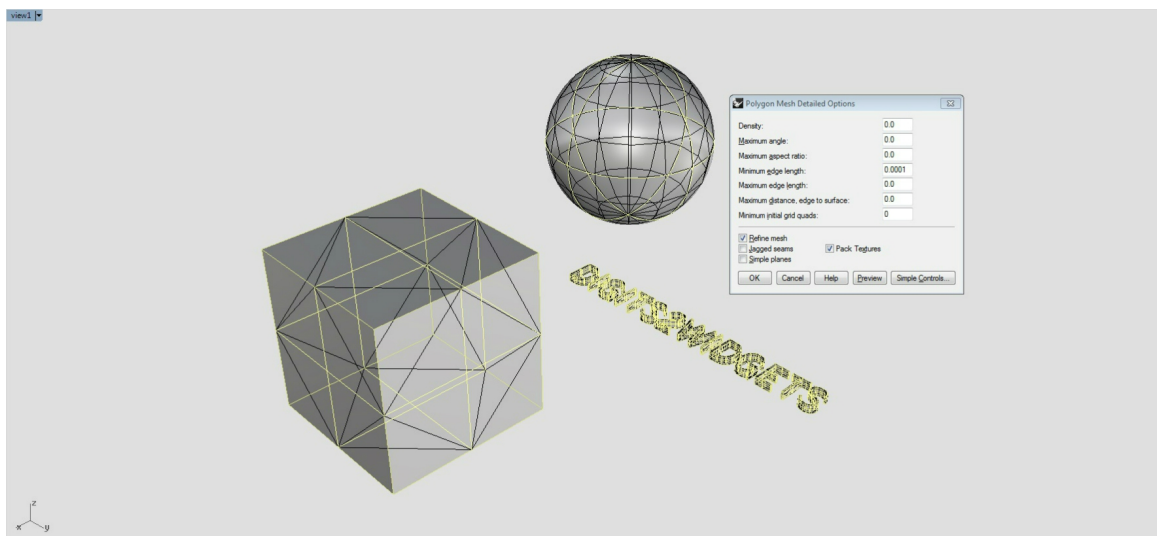 view1
Polygon Mesh Detailed Options
Density: 0.0
Maximum angle: 0.0
Maximum aspect ratio: 0.0
Minimum edge length: 0.0001
Maximum edge length: 0.0
Maximum distance, edge to surface: 0.0
Minimum initial grid quads: 0
Refine mesh
Jagged seams Pack Textures
Simple planes
OK Cancel Help Preview Simple Controls...
z
x y